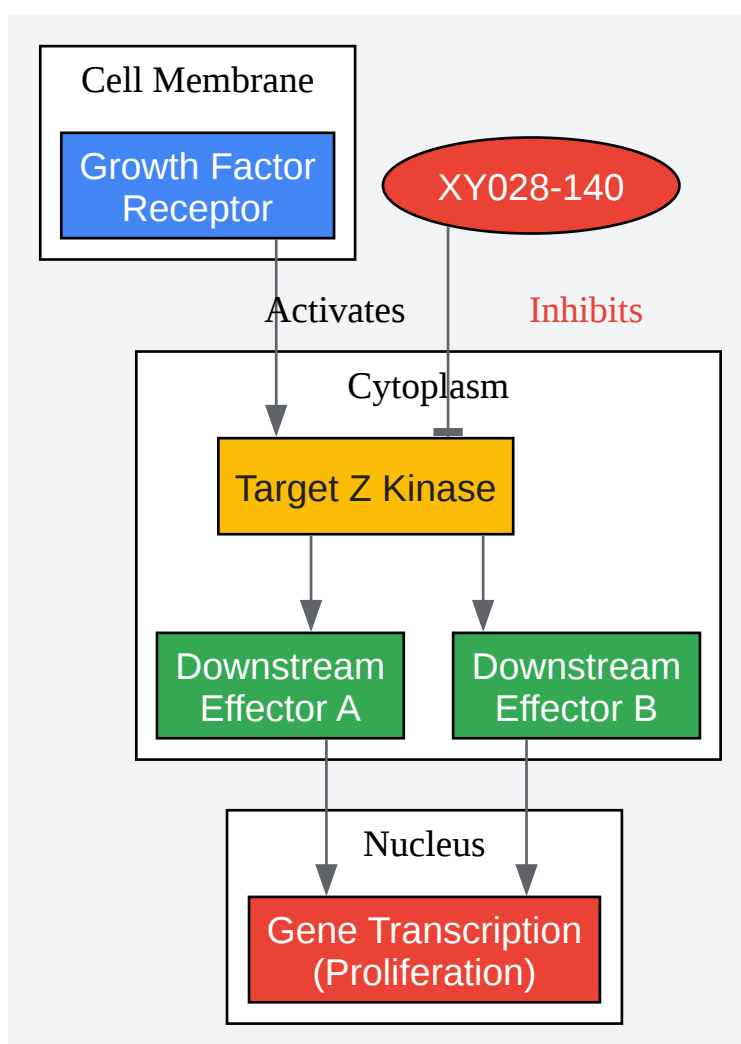 Cell Membrane
Growth Factor
Receptor
XY028-140
Activates
Inhibits
Cytoplasm
Target Z Kinase
Downstream
Effector A
Downstream
Effector B
Nucleus
Gene Transcription
(Proliferation)